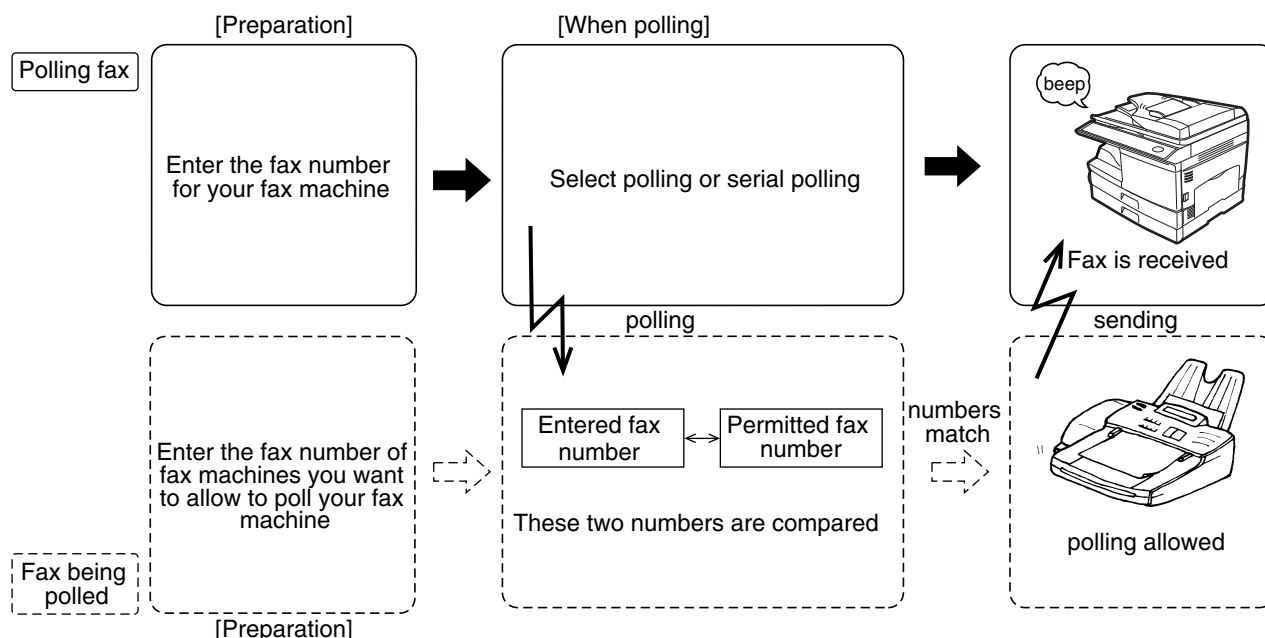 [Preparation]
[When polling]
Polling fax
Enter the fax number
for your fax machine
Select polling or serial polling
beep
Fax is received
polling
sending
Enter the fax number of
fax machines you want
to allow to poll your fax
machine
Entered fax
number
Permitted fax
number
These two numbers are compared
numbers
match
polling allowed
Fax being
polled
[Preparation]